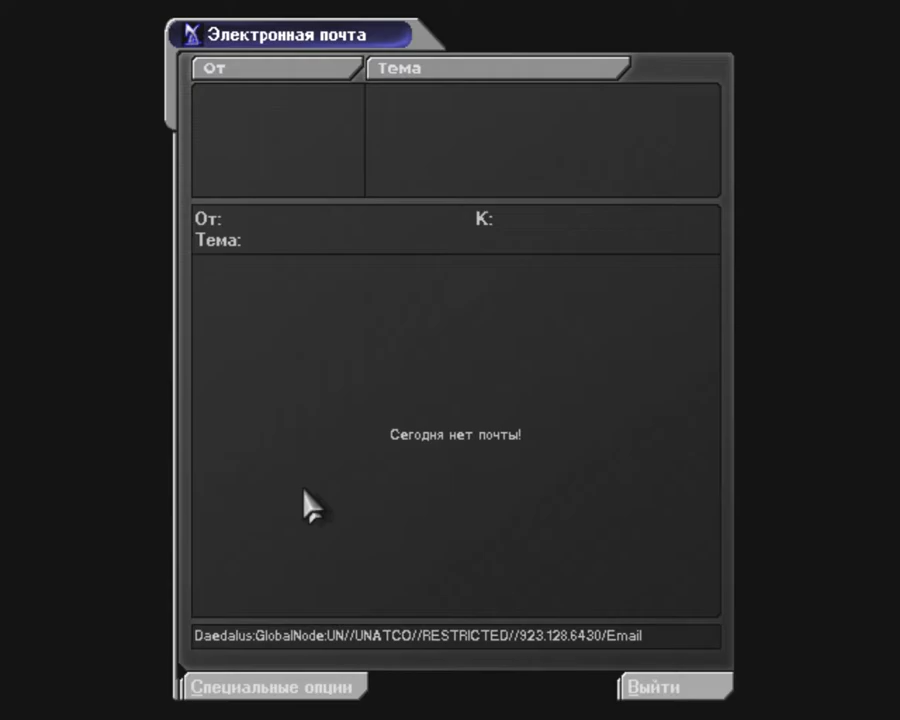 Электронная почта
От Тема
От: К:
Тема:
Сегодня нет почты!
Daedalus:GlobalNode:UN//UNATCO//RESTRICTED//923.128.6430/Email
Специальные опции Выйти